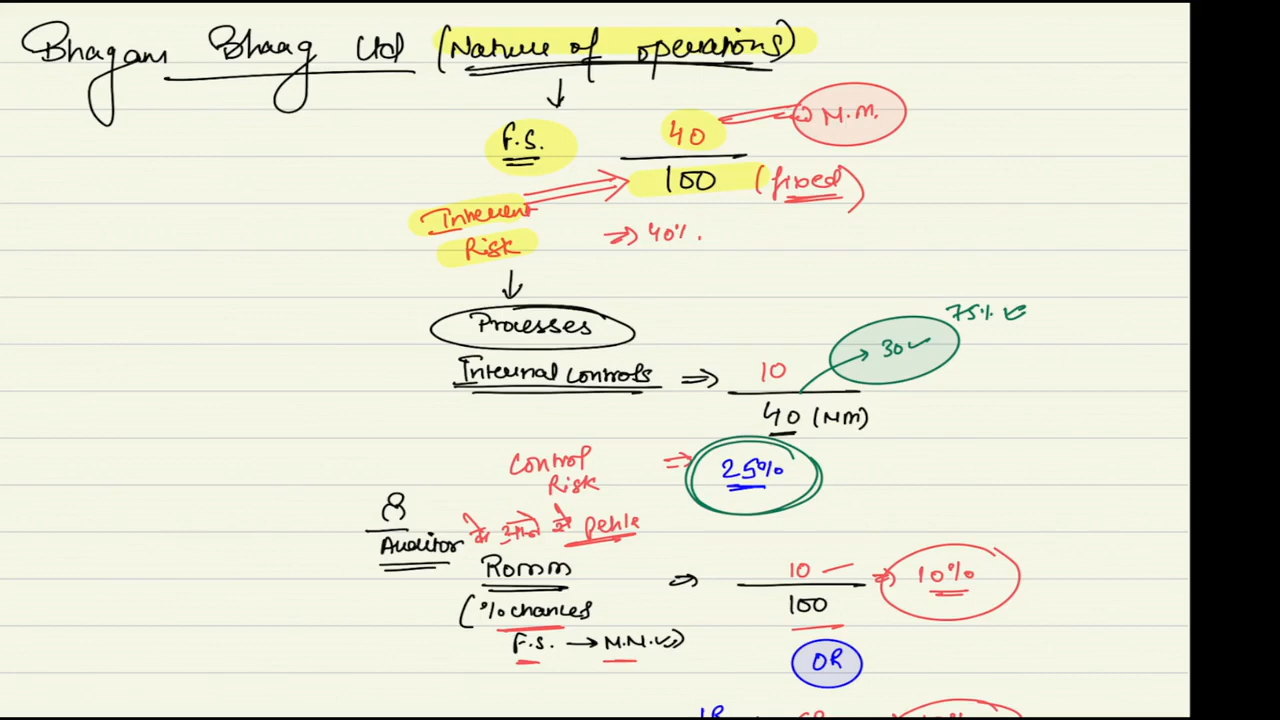 Bhagam Bhaag Ltd (Nature of operations)
F.S. 40 M.M.
100 (fixed)
Inherent
Risk ⇒ 40%.
Processes
75%
30
Internal controls ⇒ 10
40 (MM)
Control
Risk ⇒ 25%
Auditor के आने से pehle
Romm ⇒ 10 ⇒ 10%
100
(% chances
F.S. → M.M.)
OR